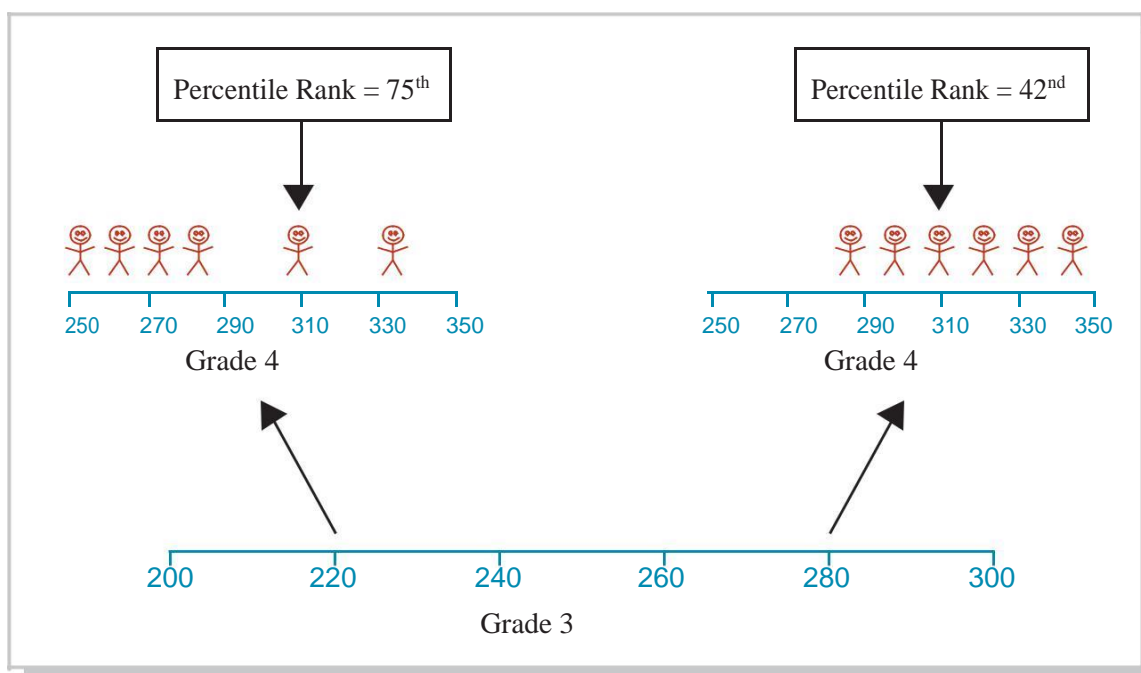 Percentile Rank = 75th
Percentile Rank = 42nd
250 270 290 310 330 350
250 270 290 310 330 350
Grade 4
Grade 4
200 220 240 260 280 300
Grade 3